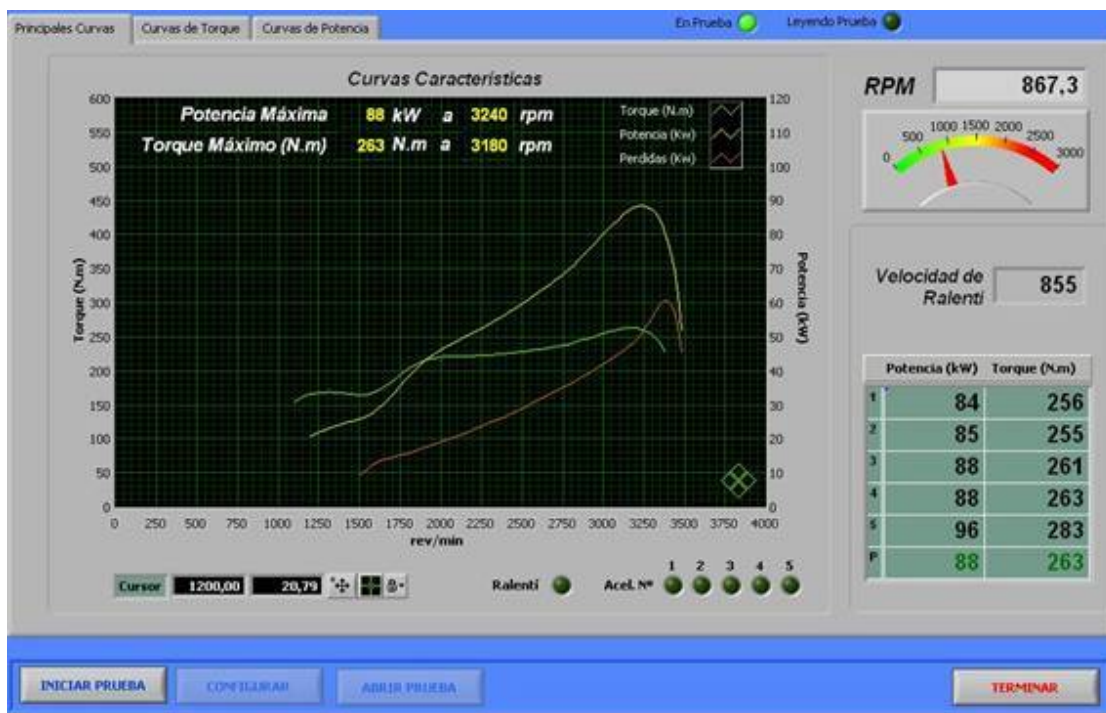 Principales Curvas
Curvas de Torque
Curvas de Potencia
En Prueba
Leyendo Prueba
Curvas Características
Potencia Máxima 88 kW a 3240 rpm
Torque Máximo (N.m) 263 N.m a 3180 rpm
Torque (N.m)
Potencia (Kw)
Perdidas (Kw)
600
550
500
450
400
350
300
250
200
150
100
50
0
Torque (N.m)
120
110
100
90
80
70
60
50
40
30
20
10
0
Potencia (kW)
0 250 500 750 1000 1250 1500 1750 2000 2250 2500 2750 3000 3250 3500 3750 4000
rev/min
Cursor 1200,00 20,79
Ralentí
Acel. Nº 1 2 3 4 5
RPM 867,3
0 500 1000 1500 2000 2500 3000
Velocidad de
Ralentí
855
Potencia (kW) Torque (N.m)
1 84 256
2 85 255
3 88 261
4 88 263
5 96 283
P 88 263
INICIAR PRUEBA
CONFIGURAR
ABRIR PRUEBA
TERMINAR